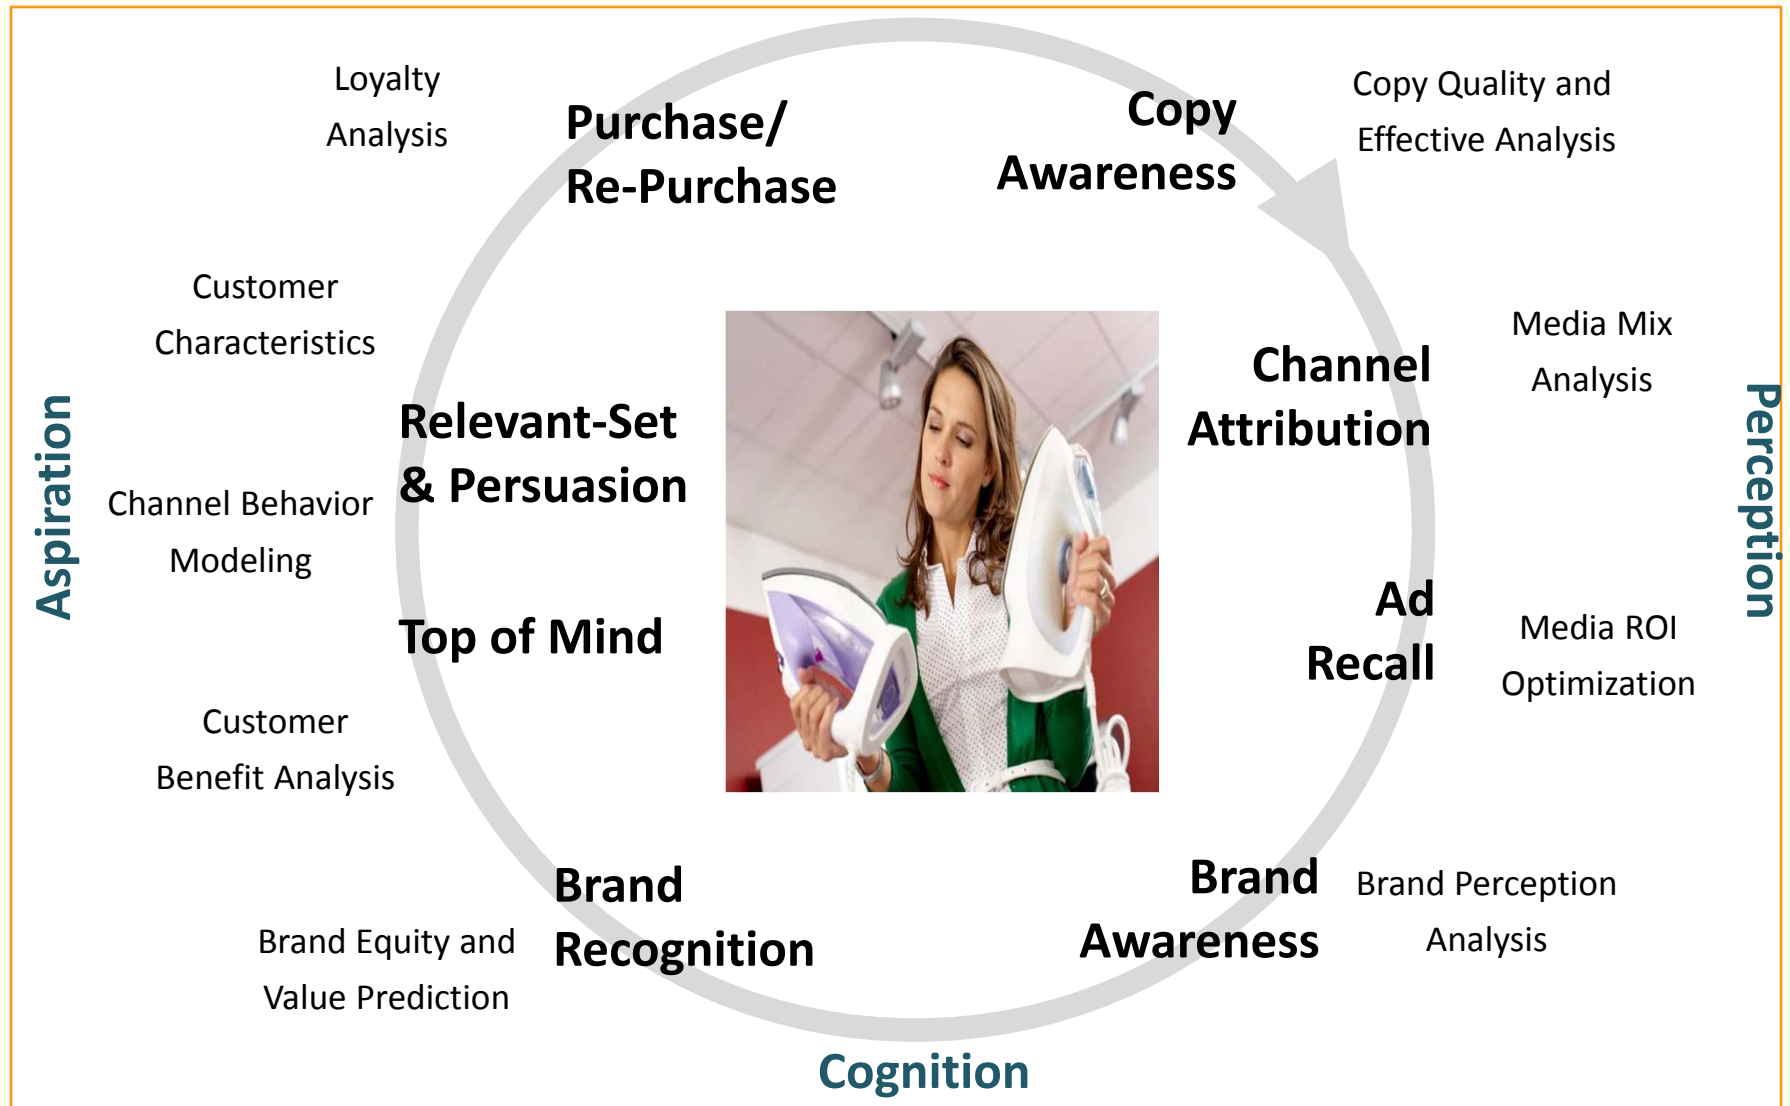 Loyalty
Analysis
Purchase/
Re-Purchase
Copy
Awareness
Copy Quality and
Effective Analysis
Customer
Characteristics
Media Mix
Analysis
Channel
Attribution
Relevant-Set
& Persuasion
Aspiration
Perception
Channel Behavior
Modeling
Top of Mind
Ad
Recall
Media ROI
Optimization
Customer
Benefit Analysis
Brand
Recognition
Brand
Awareness
Brand Perception
Analysis
Brand Equity and
Value Prediction
Cognition